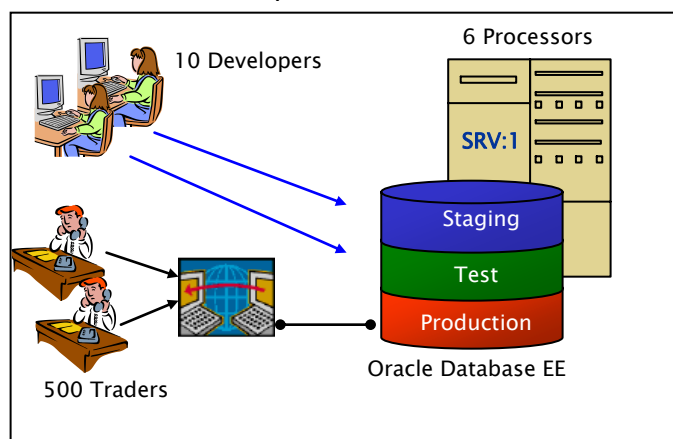 10 Developers
6 Processors
SRV:1
Staging
Test
Production
Oracle Database EE
500 Traders